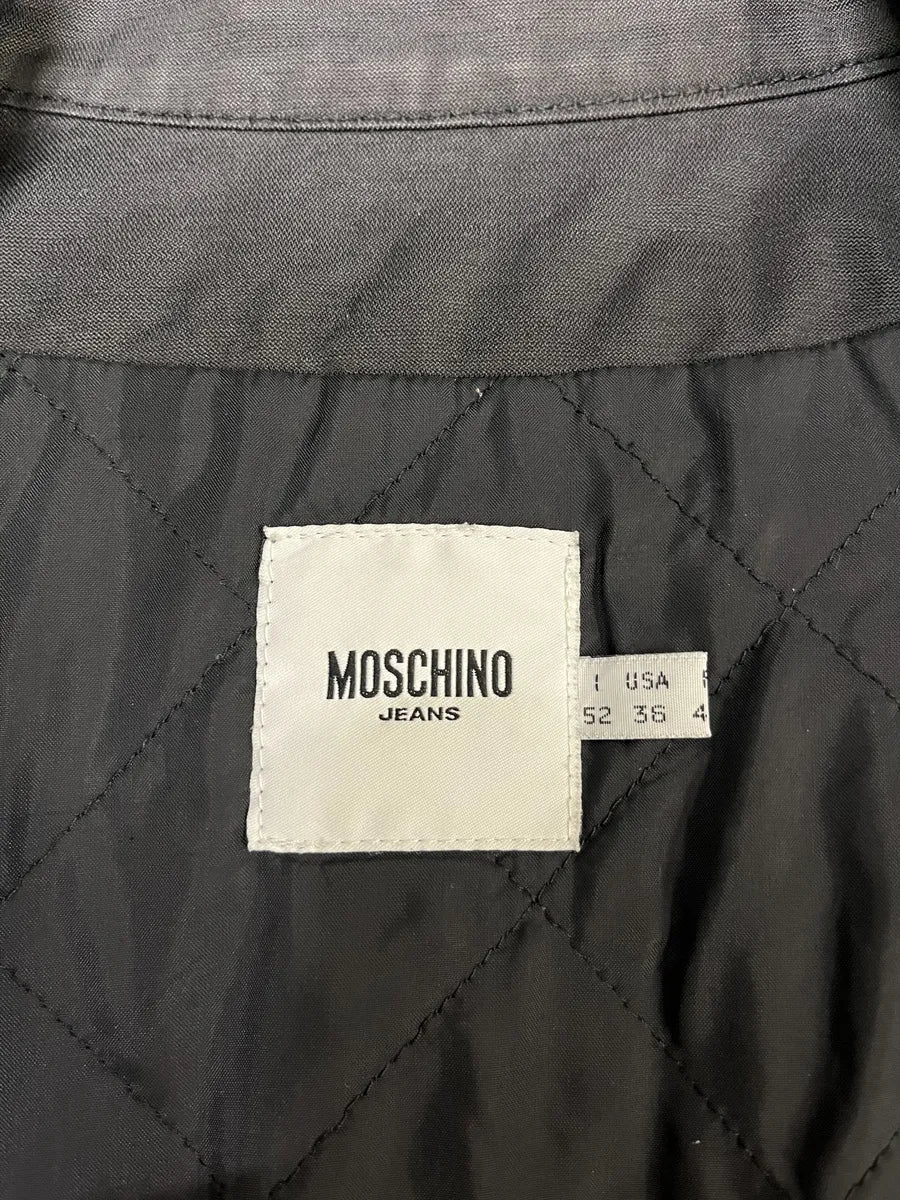 MOSCHINO
JEANS
I USA
52 36 4